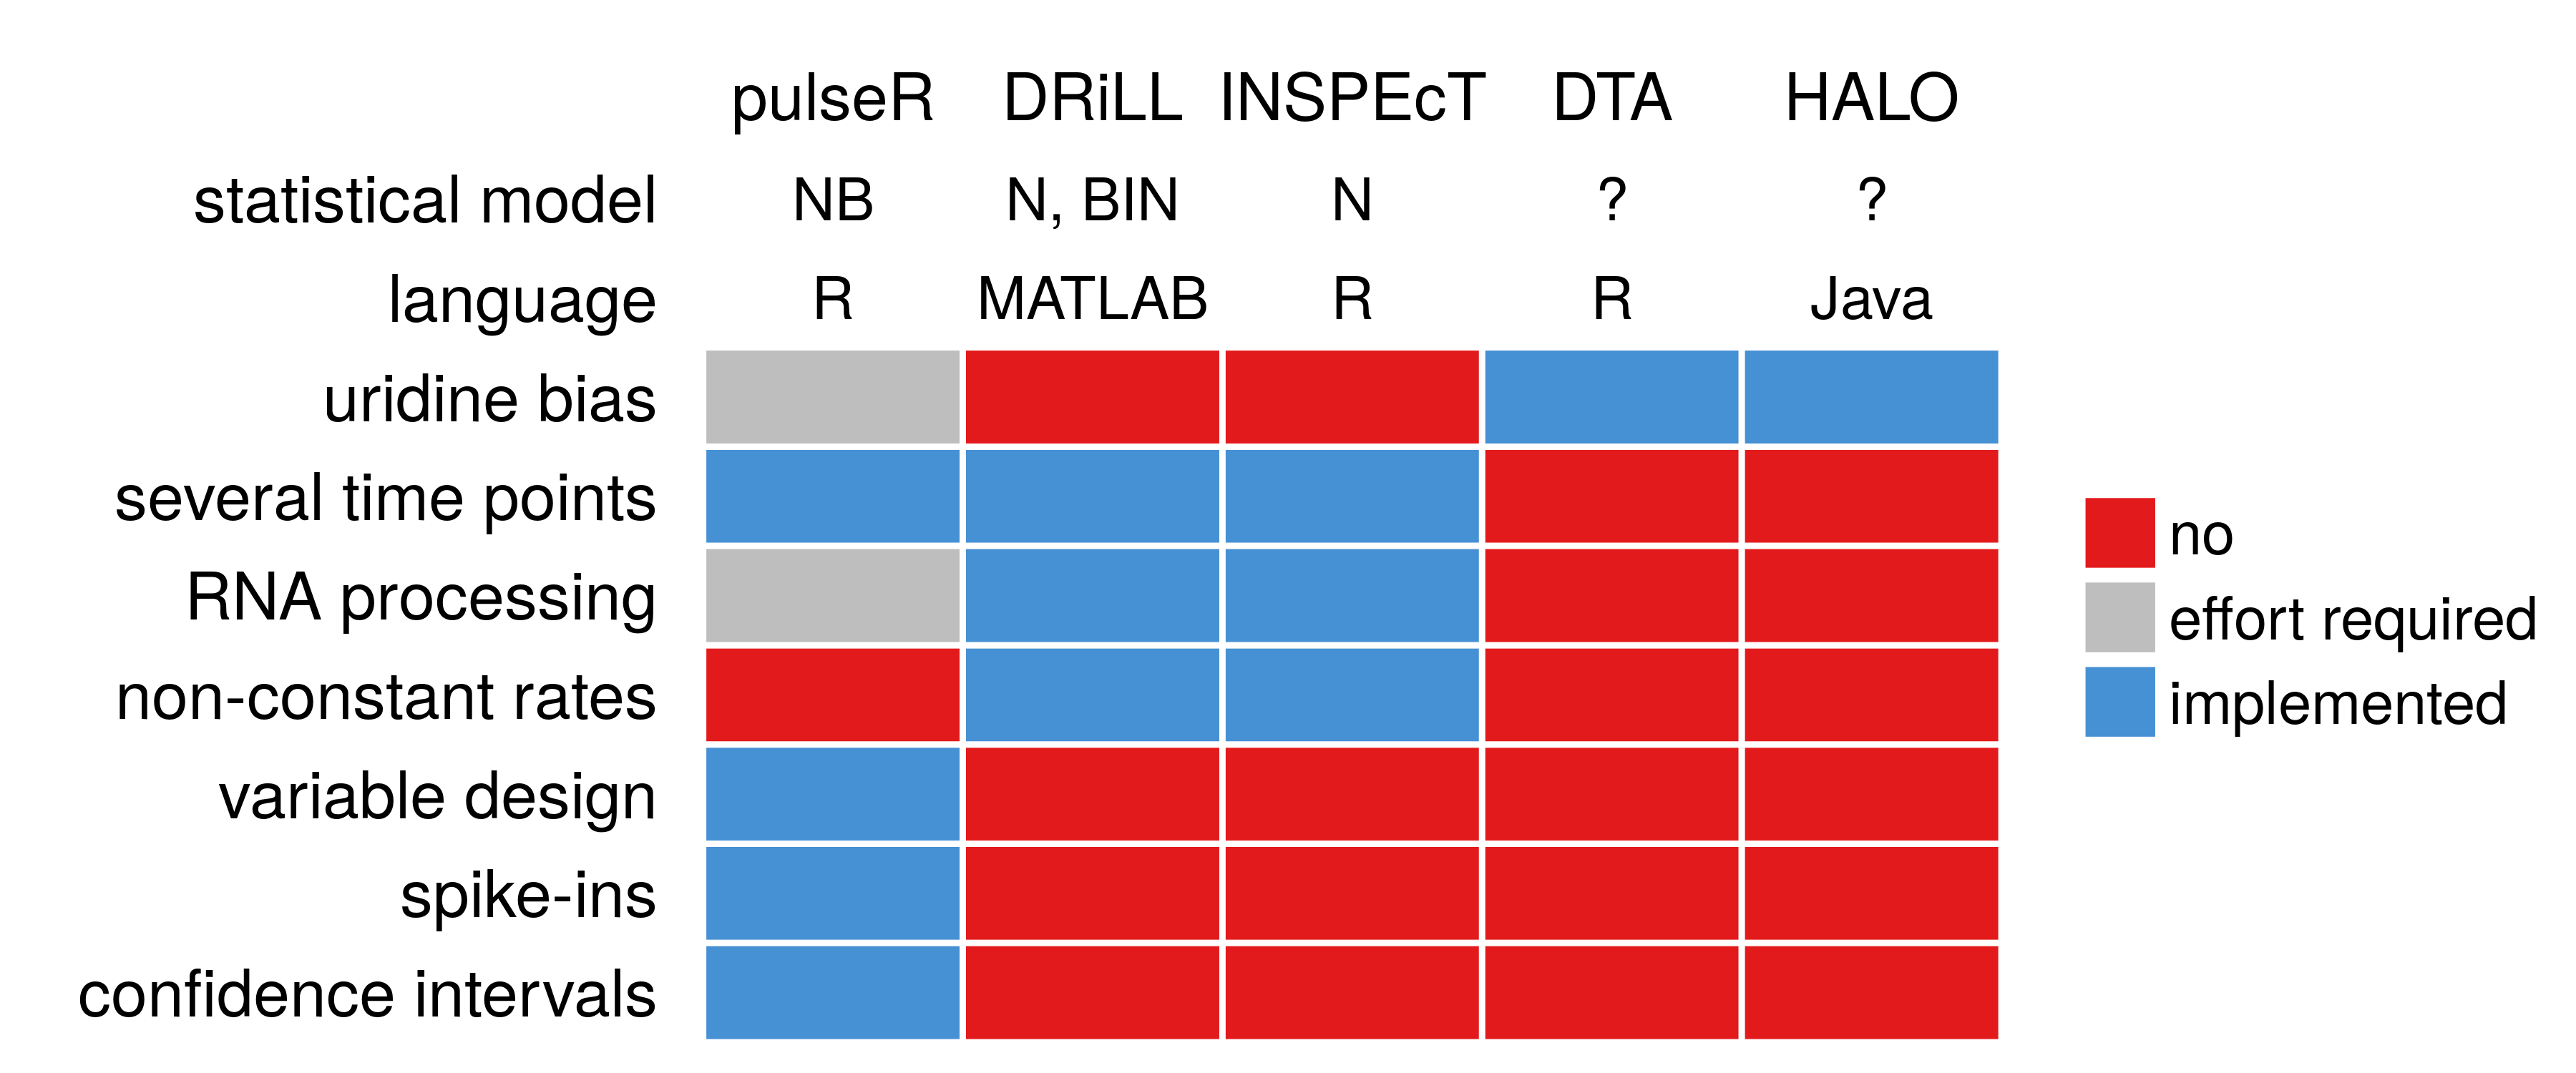 pulseR DRiLL INSPEcT DTA HALO
statistical model NB N, BIN N ? ?
language R MATLAB R R Java
uridine bias
several time points
RNA processing
non-constant rates
variable design
spike-ins
confidence intervals
no
effort required
implemented